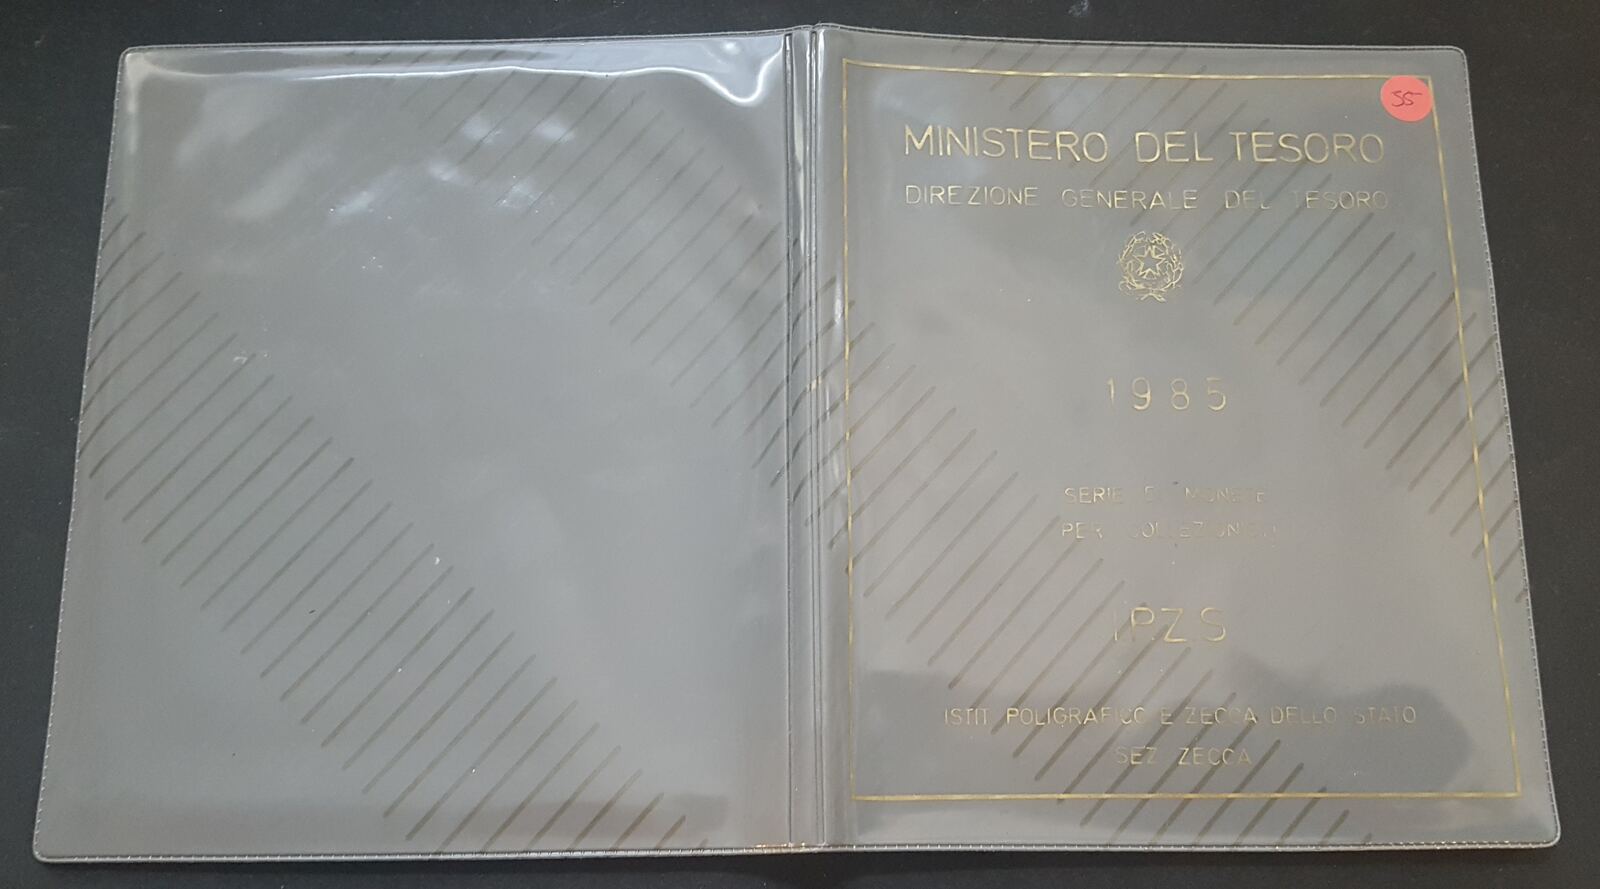 55
MINISTERO DEL TESORO
DIREZIONE GENERALE DEL TESORO
1985
SERIE DI MONETE
PER COLLEZIONISTI
I.P.Z.S
ISTIT POLIGRAFICO E ZECCA DELLO STATO
SEZ ZECCA